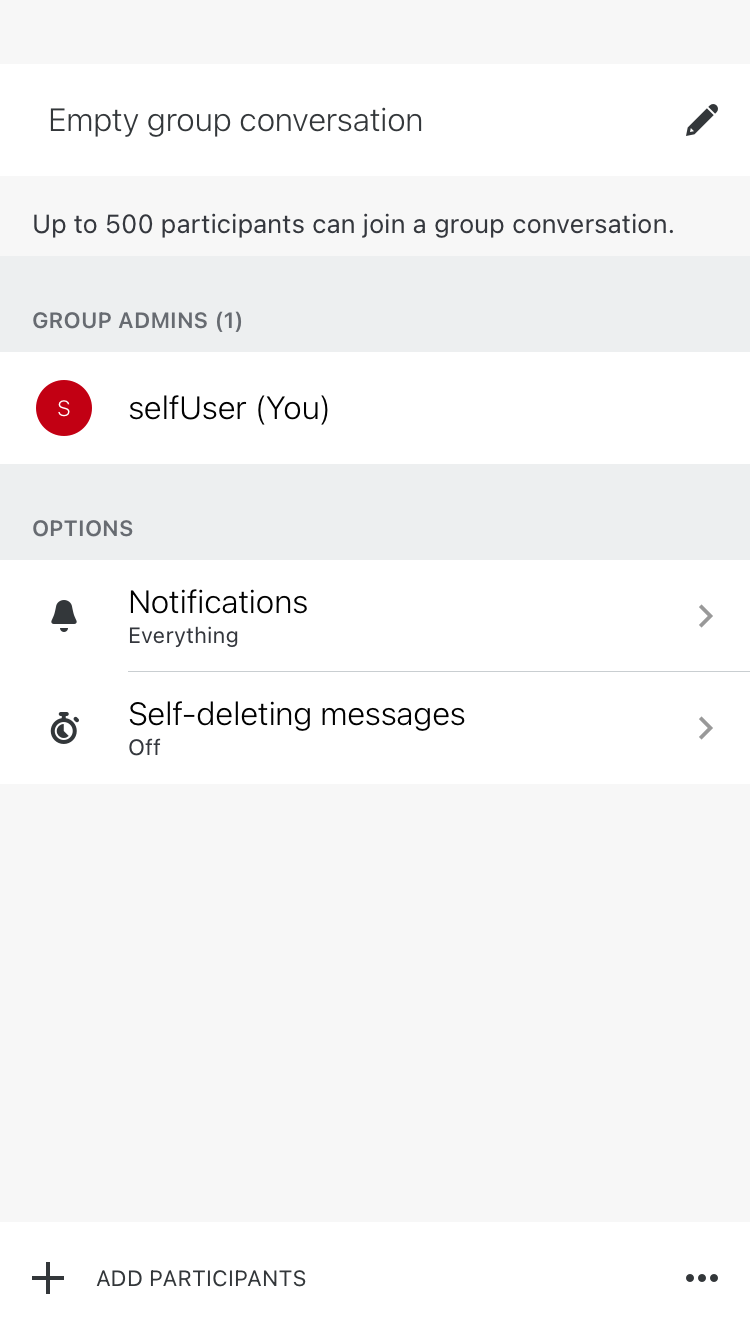 Empty group conversation
Up to 500 participants can join a group conversation.
GROUP ADMINS (1)
S
selfUser (You)
OPTIONS
Notifications
Everything
Self-deleting messages
Off
ADD PARTICIPANTS